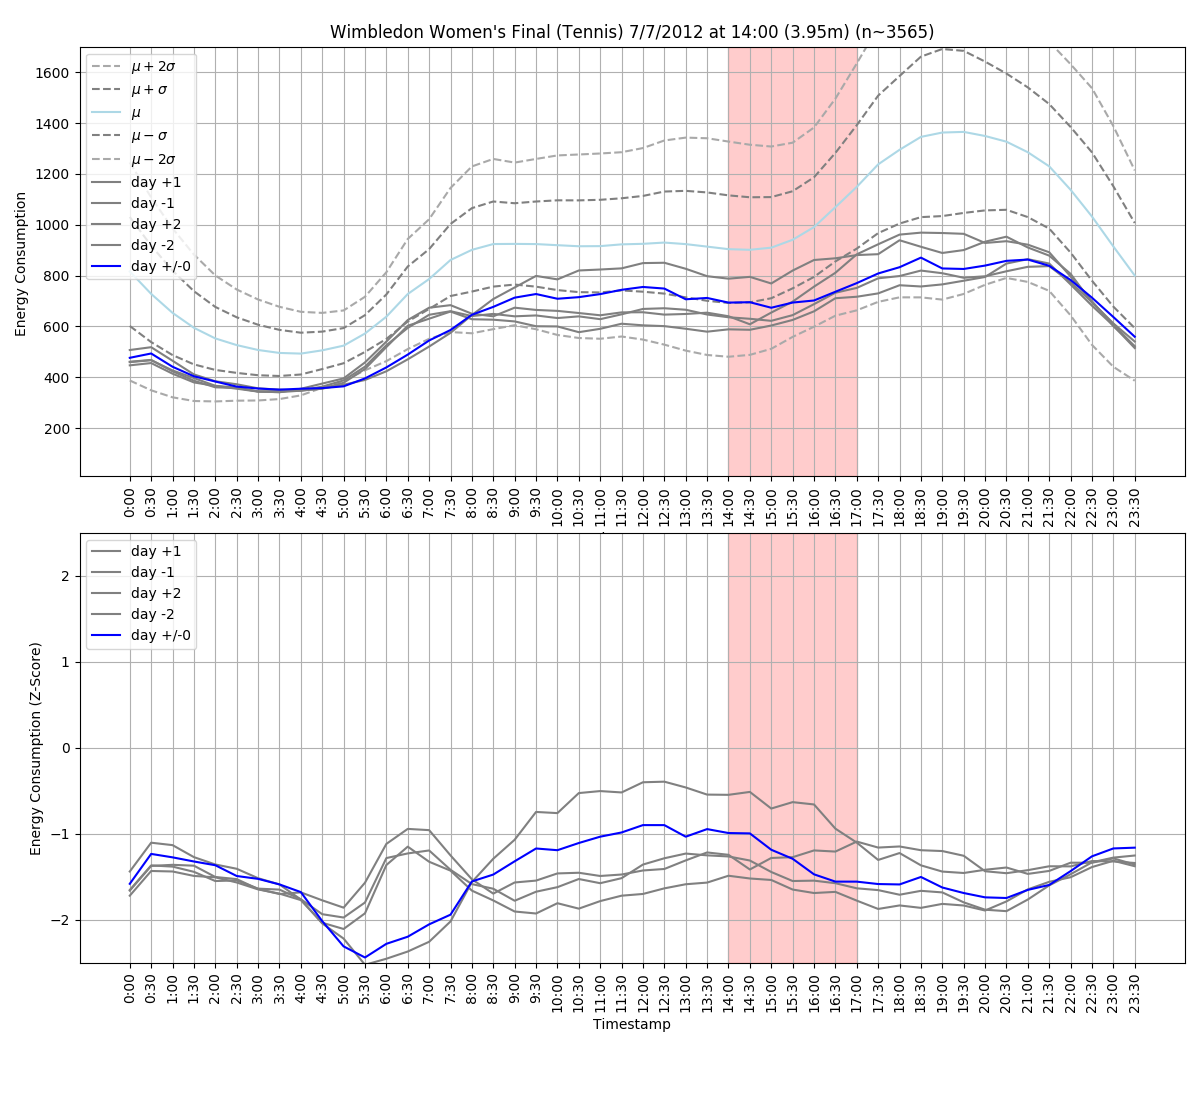 Wimbledon Women's Final (Tennis) 7/7/2012 at 14:00 (3.95m) (n~3565)
Energy Consumption
1600
1400
1200
1000
800
600
400
200
μ + 2σ
μ + σ
μ
μ − σ
μ − 2σ
day +1
day -1
day +2
day -2
day +/-0
0:00 0:30 1:00 1:30 2:00 2:30 3:00 3:30 4:00 4:30 5:00 5:30 6:00 6:30 7:00 7:30 8:00 8:30 9:00 9:30 10:00 10:30 11:00 11:30 12:00 12:30 13:00 13:30 14:00 14:30 15:00 15:30 16:00 16:30 17:00 17:30 18:00 18:30 19:00 19:30 20:00 20:30 21:00 21:30 22:00 22:30 23:00 23:30
Energy Consumption (Z-Score)
2
1
0
−1
−2
day +1
day -1
day +2
day -2
day +/-0
0:00 0:30 1:00 1:30 2:00 2:30 3:00 3:30 4:00 4:30 5:00 5:30 6:00 6:30 7:00 7:30 8:00 8:30 9:00 9:30 10:00 10:30 11:00 11:30 12:00 12:30 13:00 13:30 14:00 14:30 15:00 15:30 16:00 16:30 17:00 17:30 18:00 18:30 19:00 19:30 20:00 20:30 21:00 21:30 22:00 22:30 23:00 23:30
Timestamp